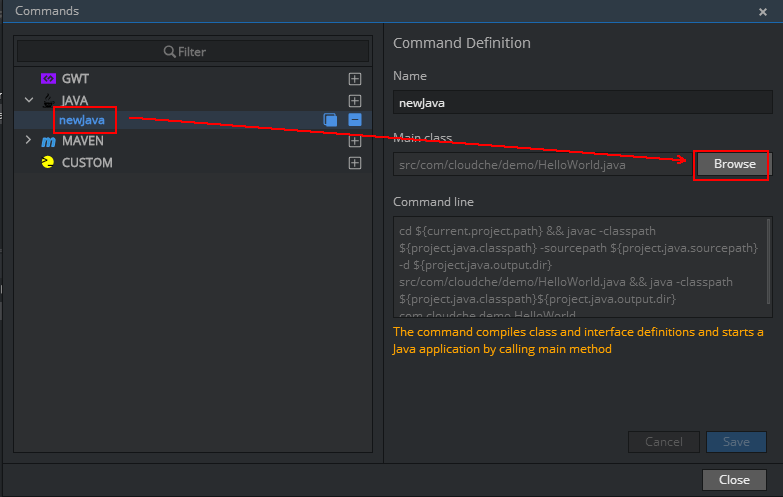 Commands
Filter
GWT
JAVA
newJava
MAVEN
CUSTOM
Command Definition
Name
newJava
Main class
src/com/cloudche/demo/HelloWorld.java
Browse
Command line
cd ${current.project.path} && javac -classpath
${project.java.classpath} -sourcepath ${project.java.sourcepath}
-d ${project.java.output.dir}
src/com/cloudche/demo/HelloWorld.java && java -classpath
${project.java.classpath}${project.java.output.dir}
com.cloudche.demo.HelloWorld
The command compiles class and interface definitions and starts a
Java application by calling main method
Cancel
Save
Close